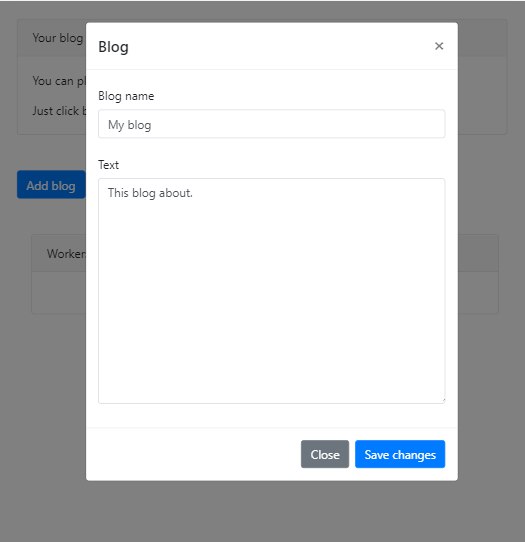 Your blog
Blog
×
You can pl
Blog name
Just click b
My blog
Text
Add blog
This blog about.
Worker
Close
Save changes